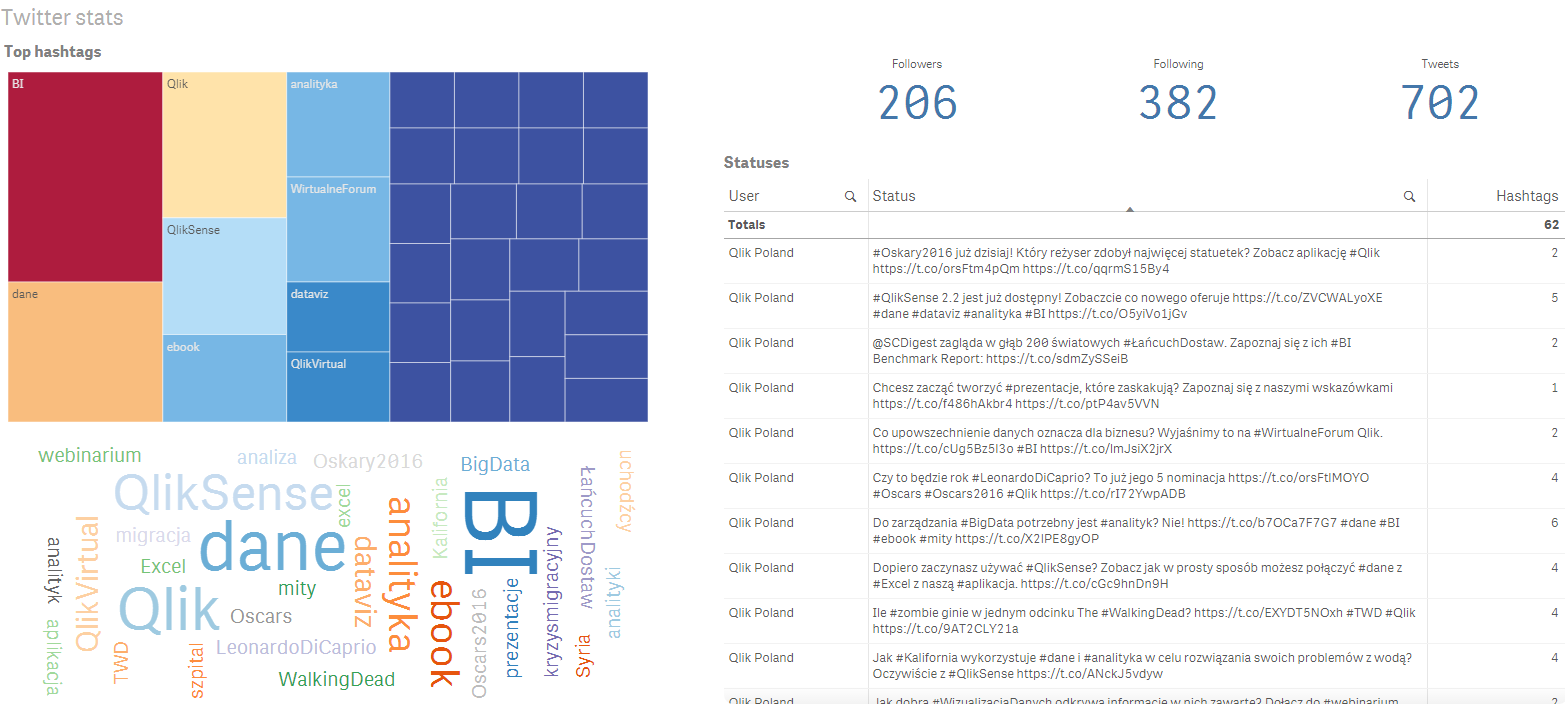 Twitter stats
Top hashtags
BI
Qlik
analityka
QlikSense
WirtualneForum
dane
ebook
dataviz
QlikVirtual
webinarium
analiza
Oskary2016
BigData
uchodźcy
QlikSense
excel
Kalifornia
BI
ŁańcuchDostaw
migracja
dane
analityka
analityk
QlikVirtual
Excel
dataviz
kryzysmigracyjny
mity
Qlik
ebook
prezentacje
analityki
Oscars
Oscars2016
aplikacja
TWD
szpital
LeonardoDiCaprio
Syria
WalkingDead
Followers
206
Following
382
Tweets
702
Statuses
User Status Hashtags
Totals 62
Qlik Poland #Oskary2016 już dzisiaj! Który reżyser zdobył najwięcej statuetek? Zobacz aplikację #Qlik 2
https://t.co/orsFtm4pQm https://t.co/qqrmS15By4
Qlik Poland #QlikSense 2.2 jest już dostępny! Zobaczcie co nowego oferuje https://t.co/ZVCWALyoXE 5
#dane #dataviz #analityka #BI https://t.co/O5yiVo1jGv
Qlik Poland @SCDigest zagląda w głąb 200 światowych #ŁańcuchDostaw. Zapoznaj się z ich #BI 2
Benchmark Report: https://t.co/sdmZySSeiB
Qlik Poland Chcesz zacząć tworzyć #prezentacje, które zaskakują? Zapoznaj się z naszymi wskazówkami 1
https://t.co/f486hAkbr4 https://t.co/ptP4av5VVN
Qlik Poland Co upowszechnienie danych oznacza dla biznesu? Wyjaśnimy to na #WirtualneForum Qlik. 2
https://t.co/cUg5Bz5l3o #BI https://t.co/lmJsiX2jrX
Qlik Poland Czy to będzie rok #LeonardoDiCaprio? To już jego 5 nominacja https://t.co/orsFtlMOYO 4
#Oscars #Oscars2016 #Qlik https://t.co/rI72YwpADB
Qlik Poland Do zarządzania #BigData potrzebny jest #analityk? Nie! https://t.co/b7OCa7F7G7 #dane #BI 6
#ebook #mity https://t.co/X2IPE8gyOP
Qlik Poland Dopiero zaczynasz używać #QlikSense? Zobacz jak w prosty sposób możesz połączyć #dane z 4
#Excel z naszą #aplikacja. https://t.co/cGc9hnDn9H
Qlik Poland Ile #zombie ginie w jednym odcinku The #WalkingDead? https://t.co/EXYDT5NOxh #TWD #Qlik 4
https://t.co/9AT2CLY21a
Qlik Poland Jak #Kalifornia wykorzystuje #dane i #analityka w celu rozwiązania swoich problemów z wodą? 4
Oczywiście z #QlikSense https://t.co/ANckJ5vdyw
Qlik Poland Jak dobra #WizualizacjaDanych odkrywa informacje w nich zawarte? Dołącz do #webinarium 2